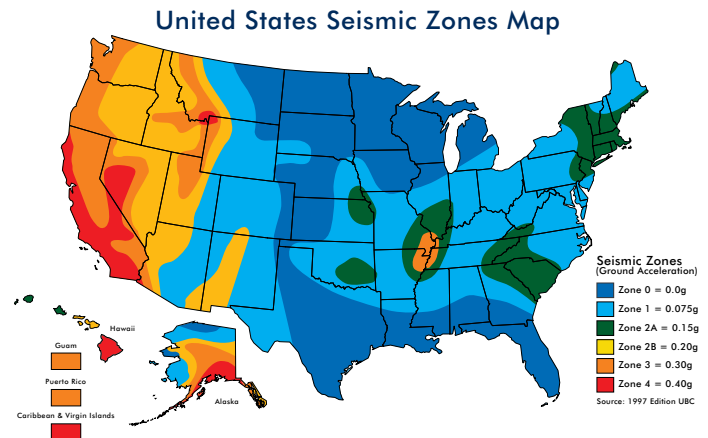 United States Seismic Zones Map
Seismic Zones
(Ground Acceleration)
Zone 0 = 0.0g
Zone 1 = 0.075g
Zone 2A = 0.15g
Zone 2B = 0.20g
Zone 3 = 0.30g
Zone 4 = 0.40g
Source: 1997 Edition UBC
Hawaii
Guam
Puerto Rico
Caribbean & Virgin Islands
Alaska